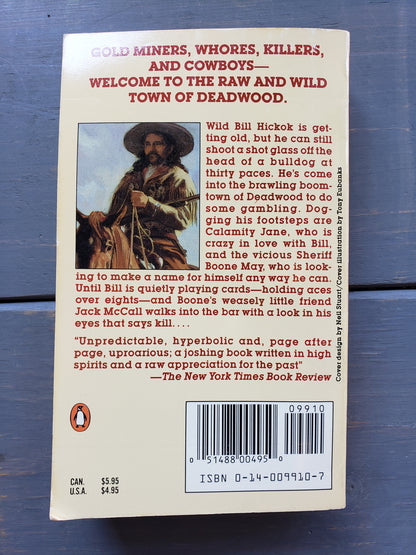 GOLD MINERS, WHORES, KILLERS,
AND COWBOYS—
WELCOME TO THE RAW AND WILD
TOWN OF DEADWOOD.
Wild Bill Hickok is get-
ting old, but he can still
shoot a shot glass off the
head of a bulldog at
thirty paces. He's come
into the brawling boom-
town of Deadwood to do
some gambling. Dog-
ging his footsteps are
Calamity Jane, who is
crazy in love with Bill,
and the vicious Sheriff
Boone May, who is look-
ing to make a name for himself any way he can.
Until Bill is quietly playing cards—holding aces
over eights—and Boone's weasely little friend
Jack McCall walks into the bar with a look in his
eyes that says kill. . . .
"Unpredictable, hyperbolic and, page after
page, uproarious; a joshing book written in high
spirits and a raw appreciation for the past"
—The New York Times Book Review
Cover design by Neil Stuart/Cover illustration by Tony Eubanks
CAN. $5.95
U.S.A. $4.95
09910
0 51488 00495 0
ISBN 0-14-009910-7